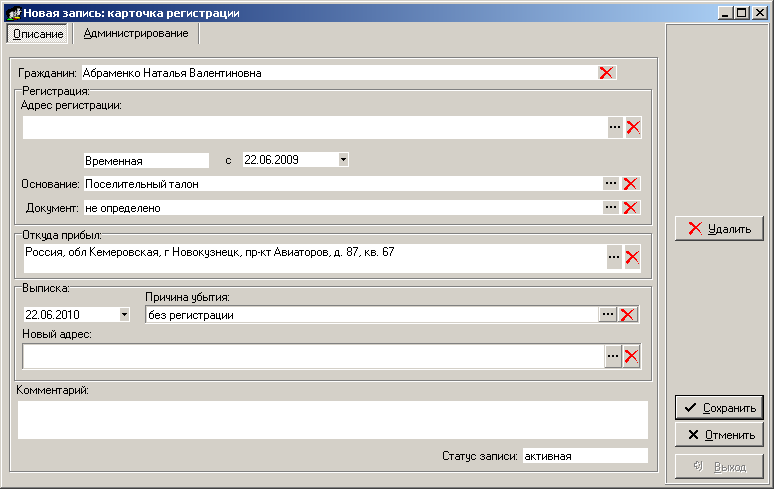 Новая запись: карточка регистрации
Описание Администрирование
Гражданин: Абраменко Наталья Валентиновна
Регистрация:
Адрес регистрации:
Временная с 22.06.2009
Основание: Поселительный талон
Документ: не определено
Откуда прибыл:
Россия, обл Кемеровская, г Новокузнецк, пр-кт Авиаторов, д. 87, кв. 67
Выписка:
Причина убытия:
22.06.2010 без регистрации
Новый адрес:
Комментарий:
Статус записи: активная
Удалить
Сохранить
Отменить
Выход